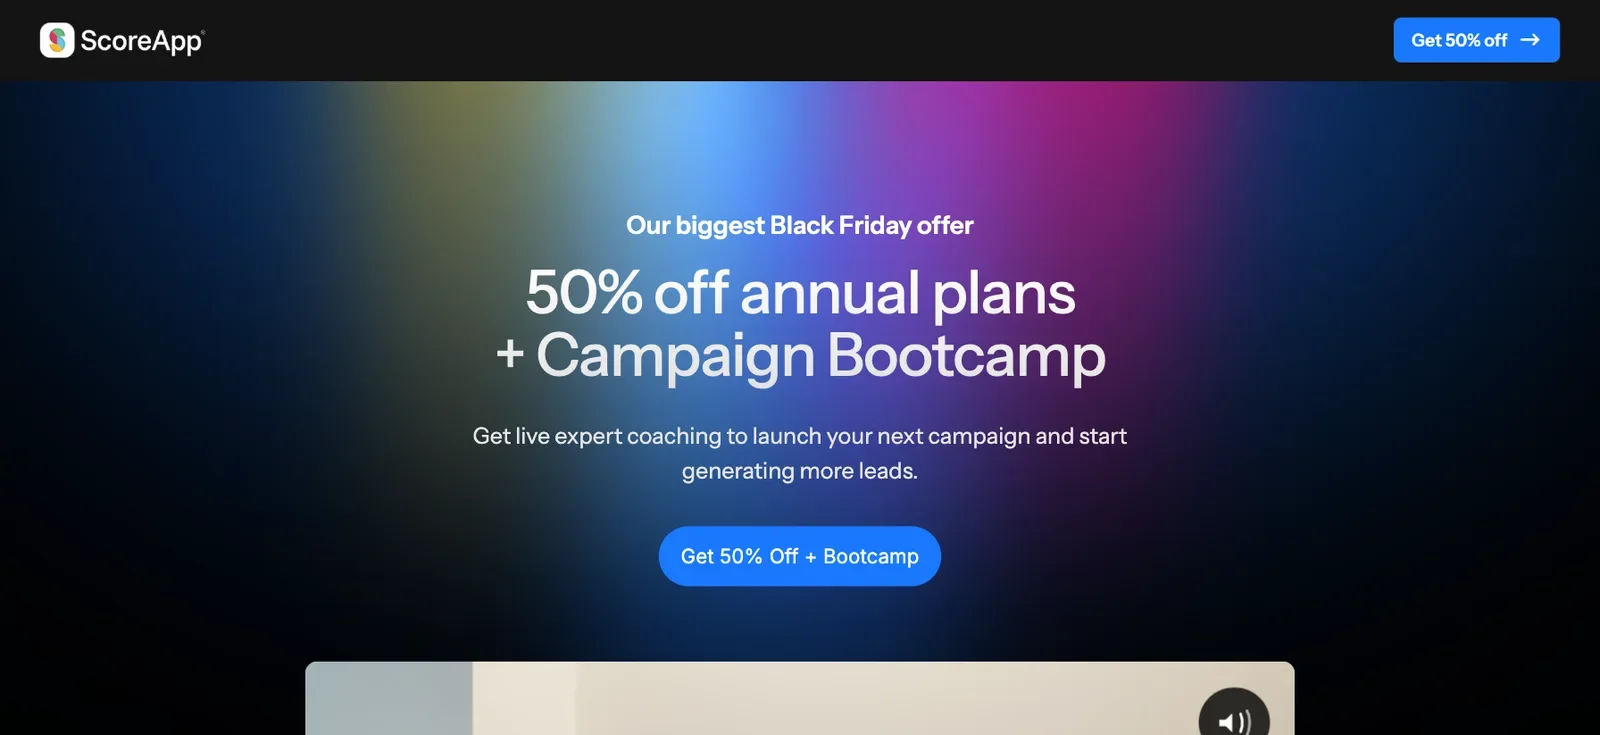 ScoreApp
Get 50% off
Our biggest Black Friday offer
50% off annual plans
+ Campaign Bootcamp
Get live expert coaching to launch your next campaign and start
generating more leads.
Get 50% Off + Bootcamp